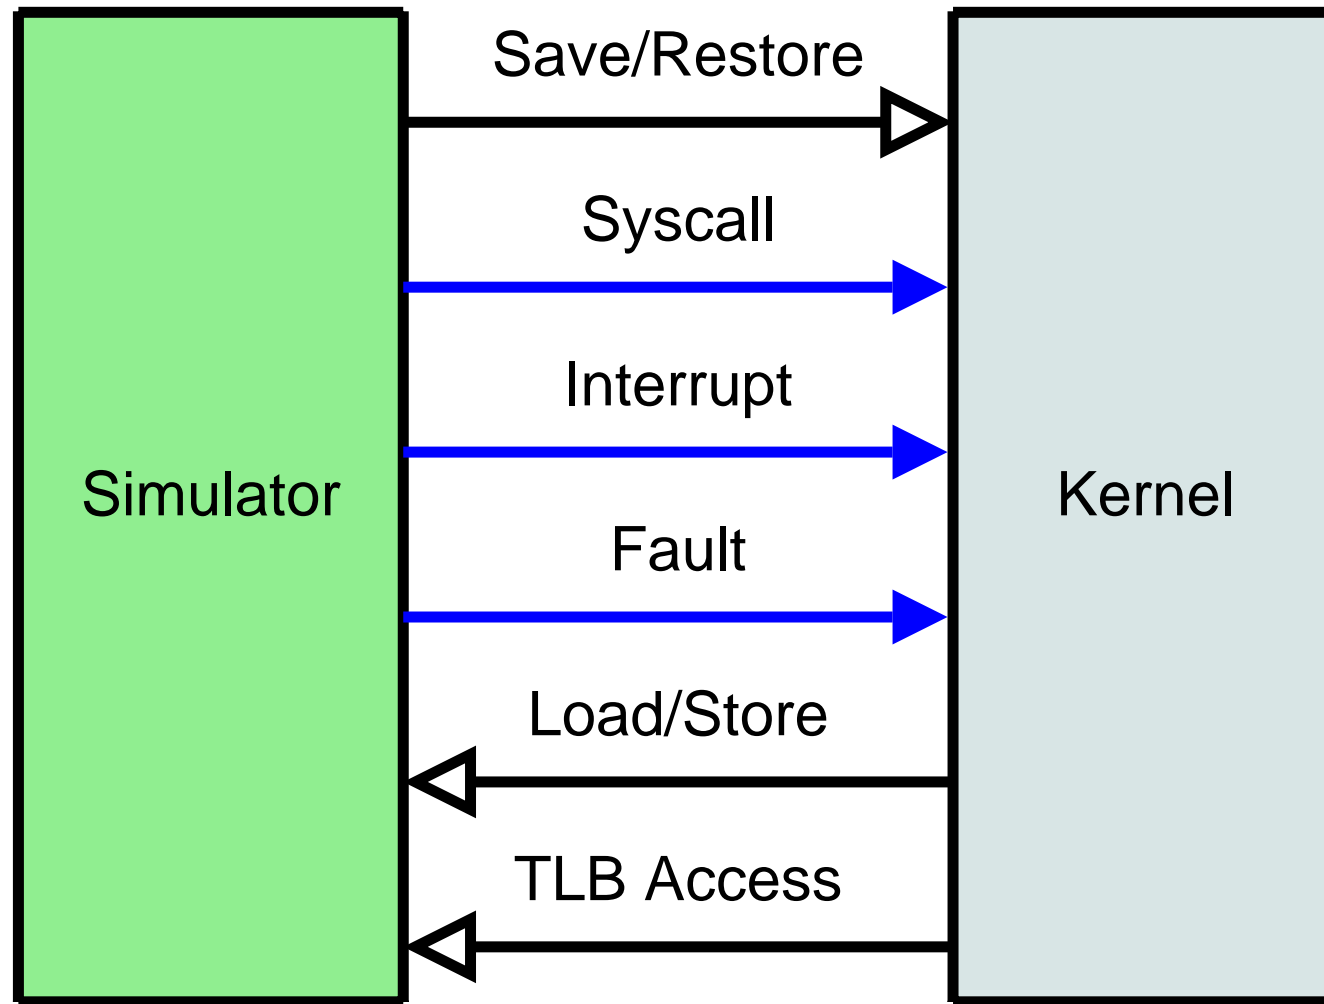 Save/Restore
Syscall
Interrupt
Simulator
Kernel
Fault
Load/Store
TLB Access